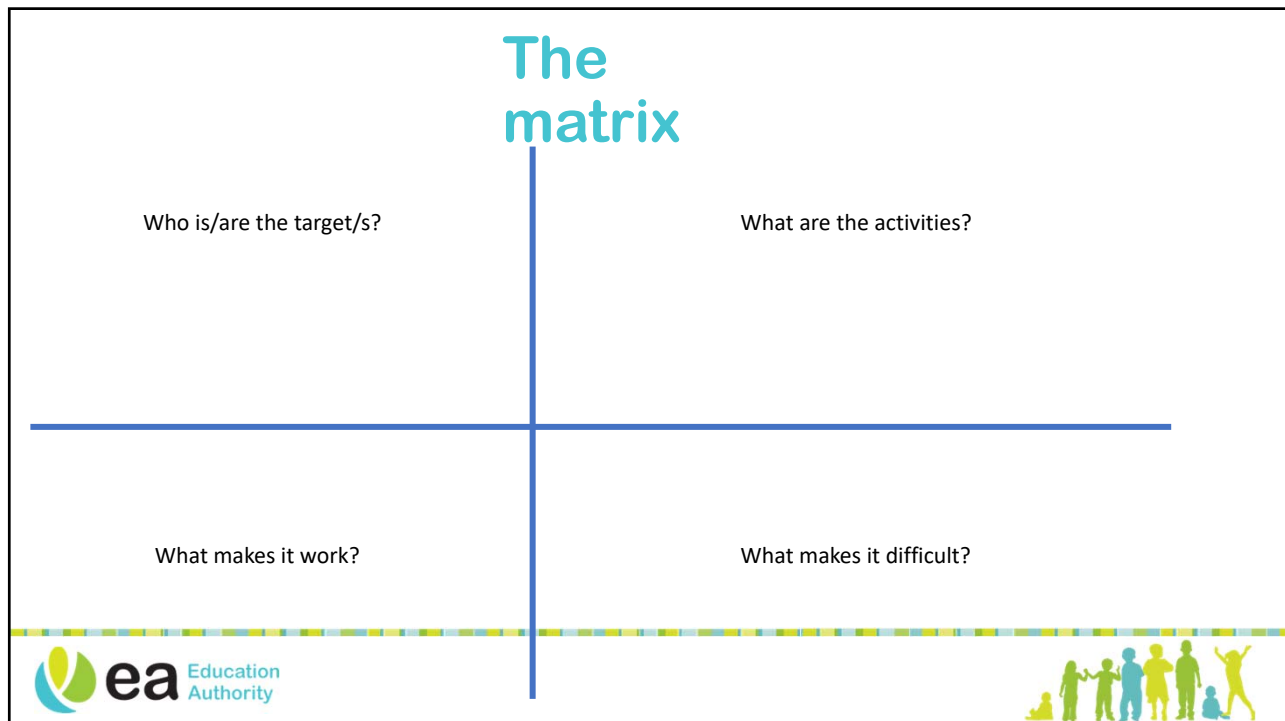 The
matrix
Who is/are the target/s?
What are the activities?
What makes it work?
What makes it difficult?
ea Education
Authority